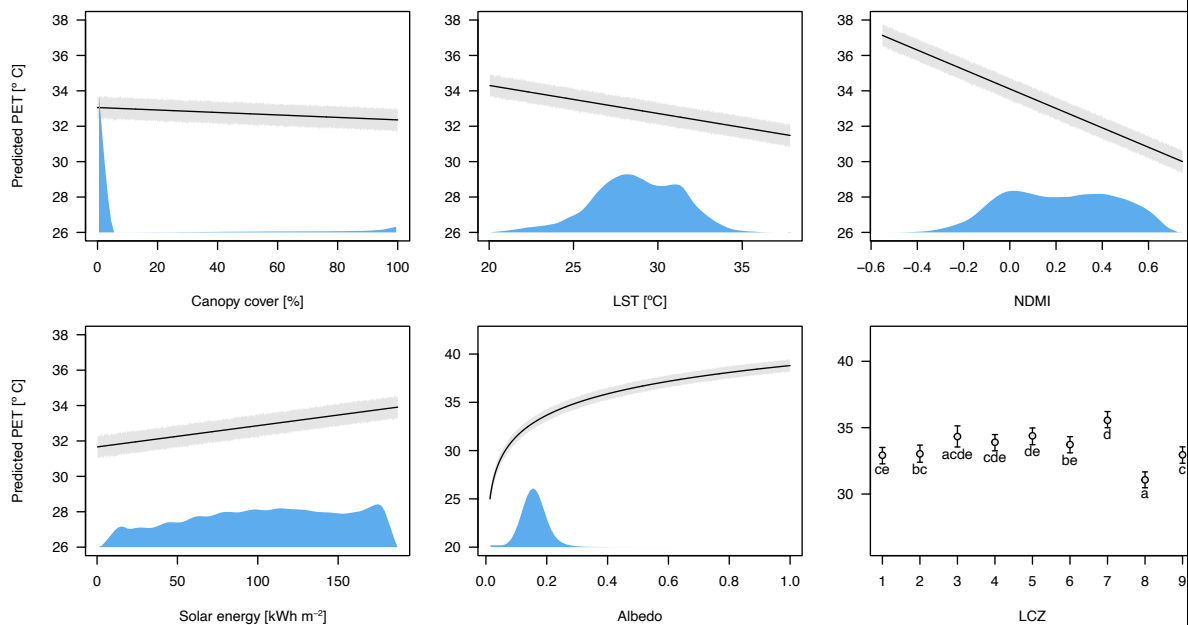 38
36
34
32
30
28
26
Predicted PET [° C]
0 20 40 60 80 100
Canopy cover [%]
38
36
34
32
30
28
26
20 25 30 35
LST [ºC]
38
36
34
32
30
28
26
−0.6 −0.4 −0.2 0.0 0.2 0.4 0.6
NDMI
38
36
34
32
30
28
26
Predicted PET [° C]
0 50 100 150
Solar energy [kWh m⁻²]
40
35
30
25
20
0.0 0.2 0.4 0.6 0.8 1.0
Albedo
40
35
30
ce bc acde cde de be d a c
1 2 3 4 5 6 7 8 9
LCZ